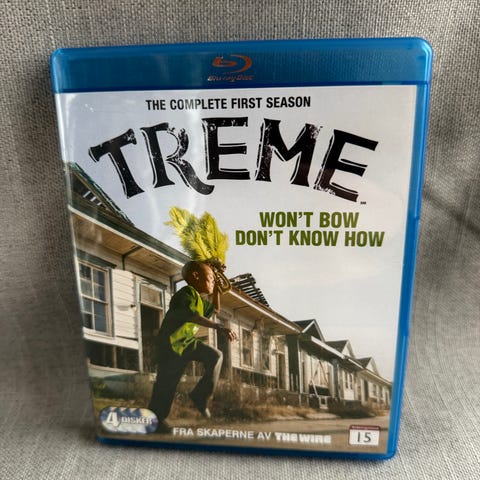 Blu-ray Disc
THE COMPLETE FIRST SEASON
TREME
WON'T BOW
DON'T KNOW HOW
4
DISKER
FRA SKAPERNE AV THE WIRE
15